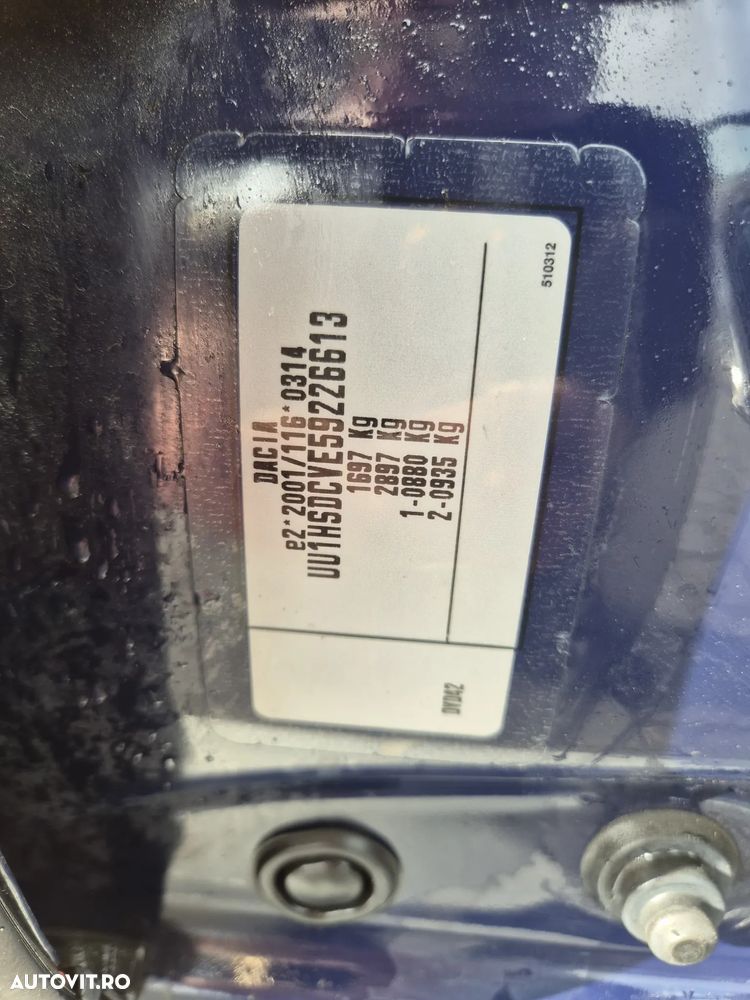 DACIA
e2*2001/116*0314
UU1HSDCVE59226613
1697 Kg
2897 Kg
1-0880 Kg
2-0935 Kg
510312
DYD42
AUTOVIT.RO